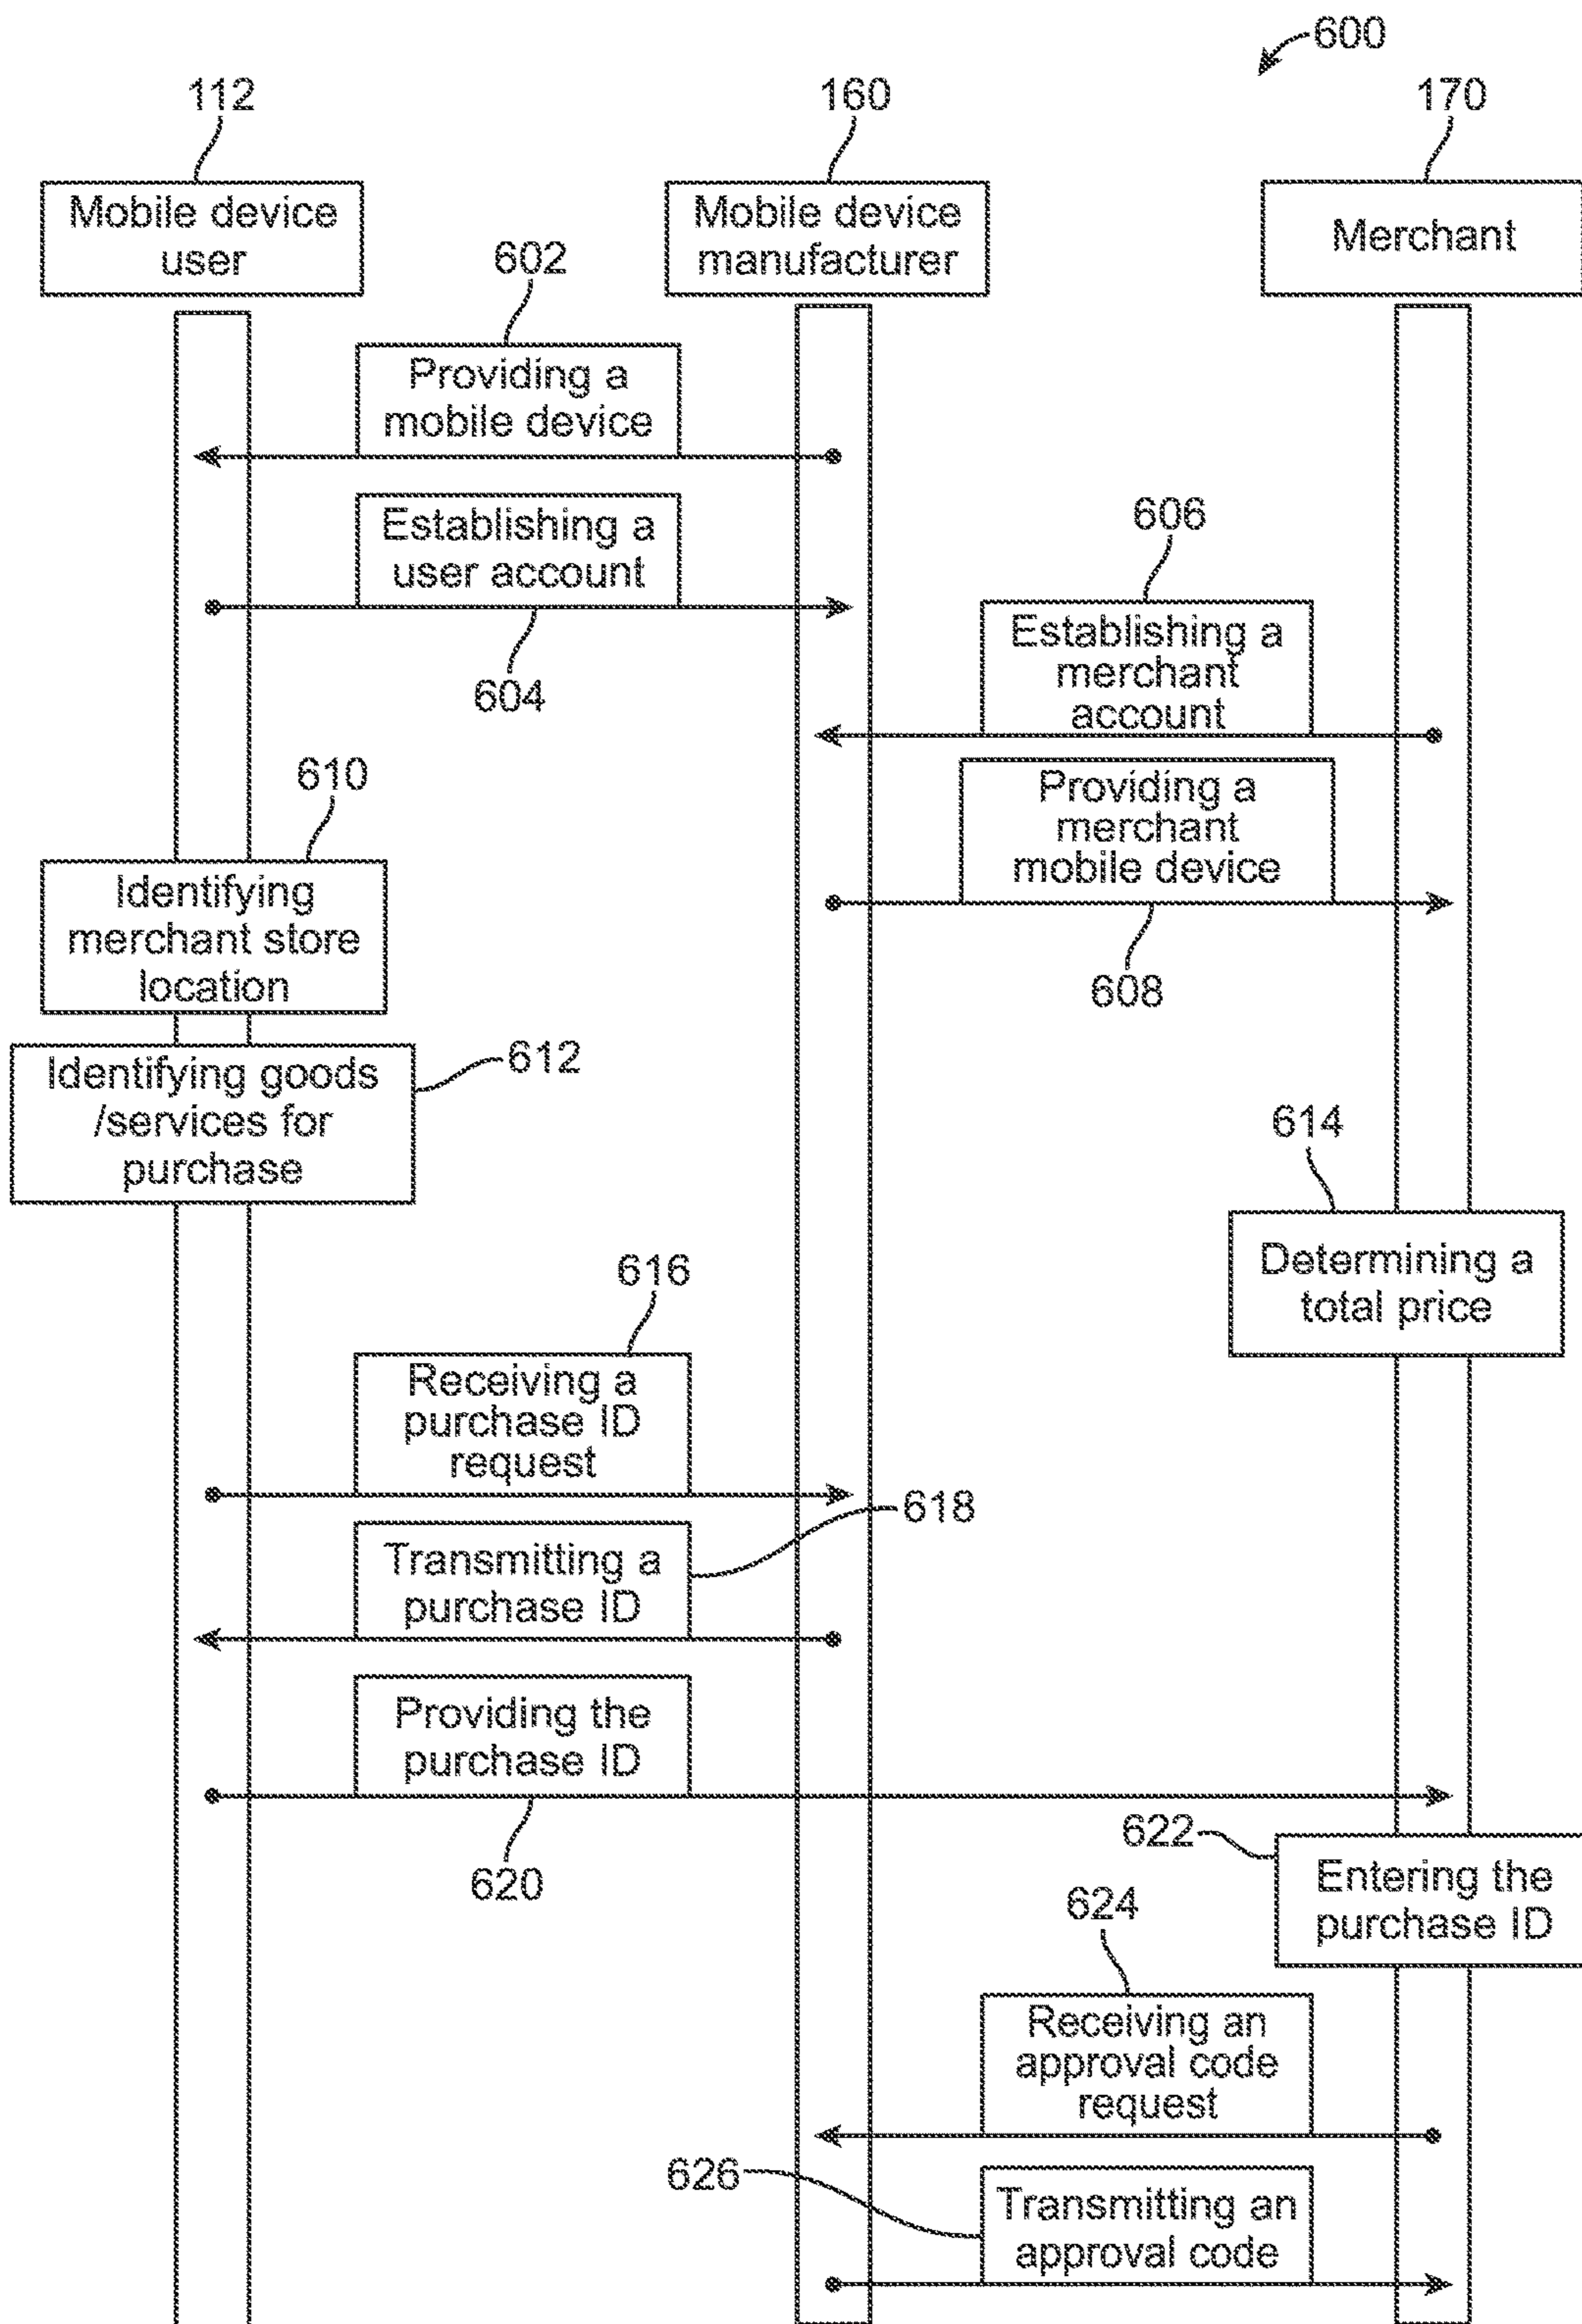 600
112
160
170
Mobile device
user
Mobile device
manufacturer
Merchant
602
Providing a
mobile device
Establishing a
user account
604
606
Establishing a
merchant
account
Providing a
merchant
mobile device
608
610
Identifying
merchant store
location
Identifying goods
/services for
purchase
612
614
Determining a
total price
616
Receiving a
purchase ID
request
618
Transmitting a
purchase ID
Providing the
purchase ID
620
622
Entering the
purchase ID
624
Receiving an
approval code
request
626
Transmitting an
approval code